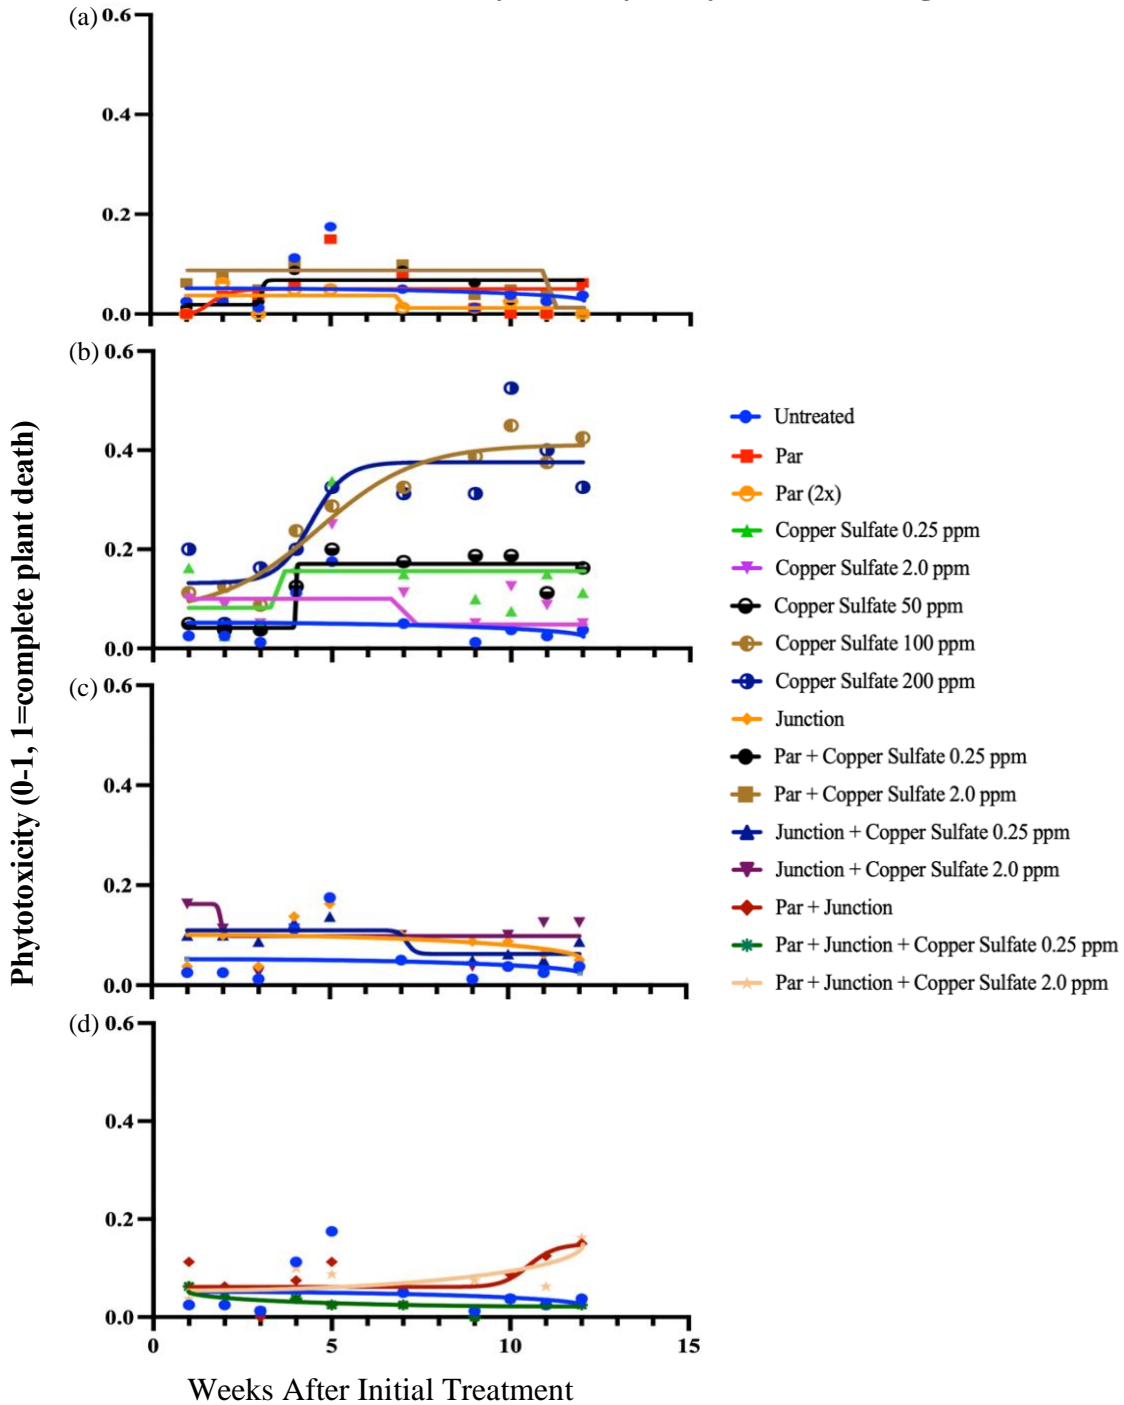 (a) 0.6
0.4
0.2
0.0
(b) 0.6
0.4
0.2
0.0
(c) 0.6
0.4
0.2
0.0
(d) 0.6
0.4
0.2
0.0
0 5 10 15
Weeks After Initial Treatment
Phytotoxicity (0-1, 1=complete plant death)
Untreated
Par
Par (2x)
Copper Sulfate 0.25 ppm
Copper Sulfate 2.0 ppm
Copper Sulfate 50 ppm
Copper Sulfate 100 ppm
Copper Sulfate 200 ppm
Junction
Par + Copper Sulfate 0.25 ppm
Par + Copper Sulfate 2.0 ppm
Junction + Copper Sulfate 0.25 ppm
Junction + Copper Sulfate 2.0 ppm
Par + Junction
Par + Junction + Copper Sulfate 0.25 ppm
Par + Junction + Copper Sulfate 2.0 ppm